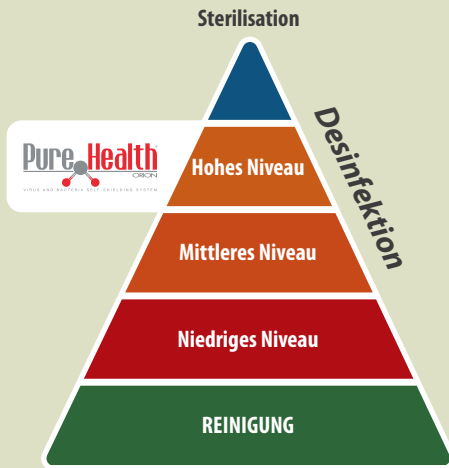 Sterilisation
Desinfektion
Pure Health
ORION
VIRUS AND BACTERIA SELF-SHIELDING SYSTEM
Hohes Niveau
Mittleres Niveau
Niedriges Niveau
REINIGUNG